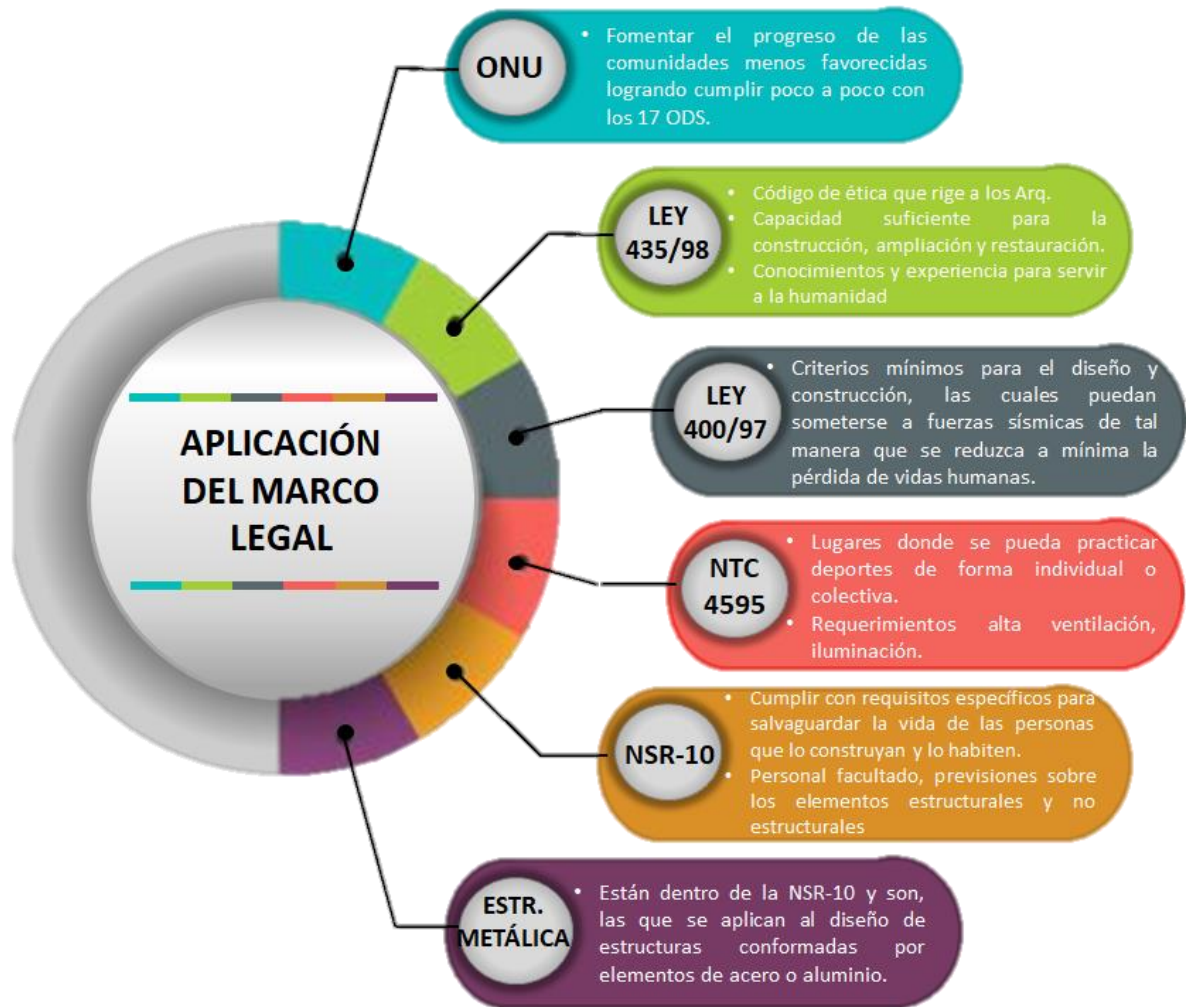 APLICACIÓN
DEL MARCO
LEGAL
ONU
• Fomentar el progreso de las
comunidades menos favorecidas
logrando cumplir poco a poco con
los 17 ODS.
LEY
435/98
• Código de ética que rige a los Arq.
• Capacidad suficiente para la
construcción, ampliación y restauración.
• Conocimientos y experiencia para servir
a la humanidad
LEY
400/97
• Criterios mínimos para el diseño y
construcción, las cuales puedan
someterse a fuerzas sísmicas de tal
manera que se reduzca a mínima la
pérdida de vidas humanas.
NTC
4595
• Lugares donde se pueda practicar
deportes de forma individual o
colectiva.
• Requerimientos alta ventilación,
iluminación.
NSR-10
• Cumplir con requisitos específicos para
salvaguardar la vida de las personas
que lo construyan y lo habiten.
• Personal facultado, previsiones sobre
los elementos estructurales y no
estructurales
ESTR.
METÁLICA
• Están dentro de la NSR-10 y son,
las que se aplican al diseño de
estructuras conformadas por
elementos de acero o aluminio.